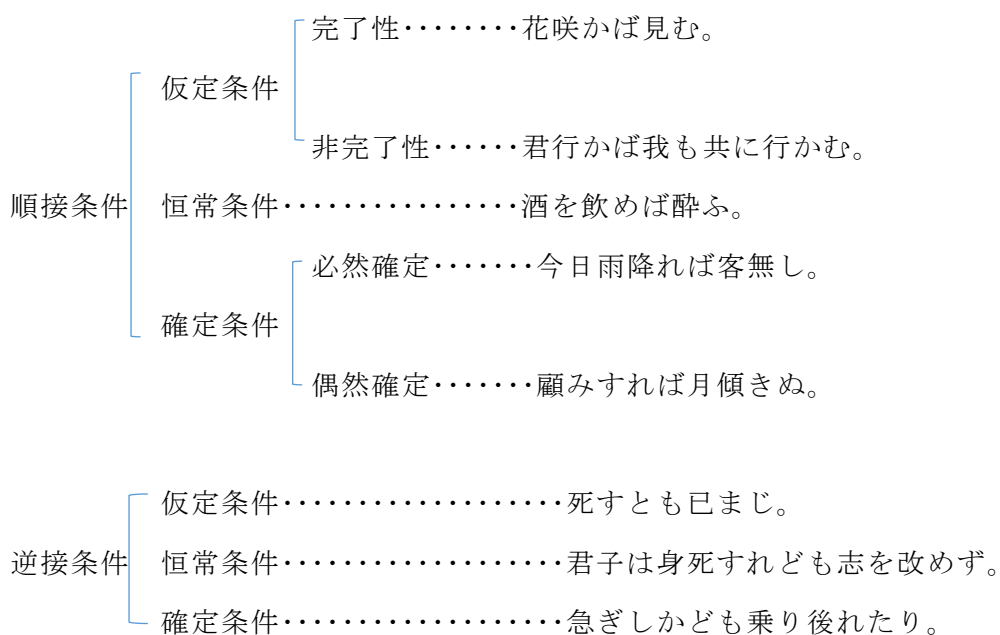 完了性････････花咲かば見む。
仮定条件
非完了性･･････君行かば我も共に行かむ。
順接条件 恒常条件････････････････酒を飲めば酔ふ。
必然確定･･･････今日雨降れば客無し。
確定条件
偶然確定･･･････顧みすれば月傾きぬ。
仮定条件･･･････････････････死すとも已まじ。
逆接条件 恒常条件･･･････････････････君子は身死すれども志を改めず。
確定条件･･･････････････････急ぎしかども乗り後れたり。